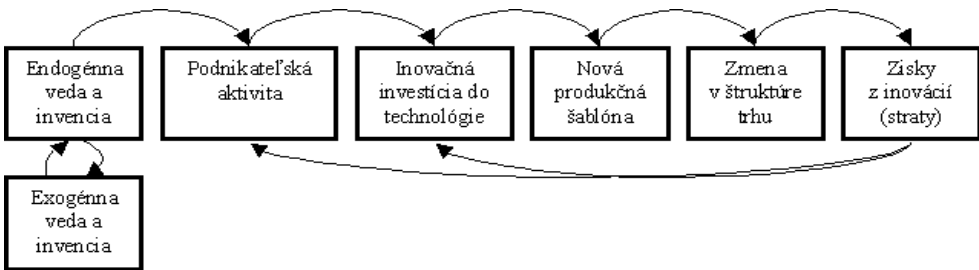 Endogénna
veda a
invencia
Podnikateľská
aktivita
Inovačná
investícia do
technológie
Nová
produkčná
šablóna
Zmena
v štruktúre
trhu
Zisky
z inovácií
(straty)
Exogénna
veda a
invencia